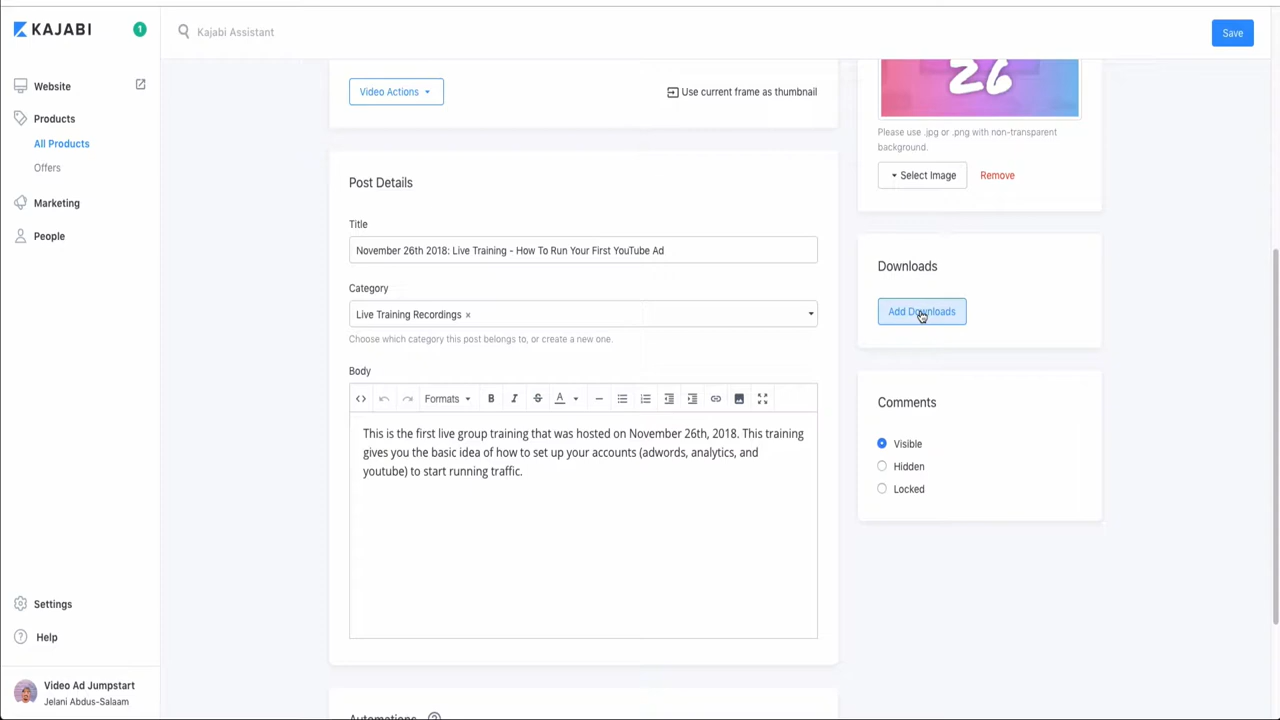 KAJABI
1
Kajabi Assistant
Save
Website
Products
All Products
Offers
Marketing
People
Settings
Help
Video Ad Jumpstart
Jelani Abdus-Salaam
Video Actions
Use current frame as thumbnail
Post Details
Title
November 26th 2018: Live Training - How To Run Your First YouTube Ad
Category
Live Training Recordings ×
Choose which category this post belongs to, or create a new one.
Body
Formats
B
I
S
A
This is the first live group training that was hosted on November 26th, 2018. This training
gives you the basic idea of how to set up your accounts (adwords, analytics, and
youtube) to start running traffic.
Automations ?
26
Please use .jpg or .png with non-transparent
background.
Select Image
Remove
Downloads
Add Downloads
Comments
Visible
Hidden
Locked